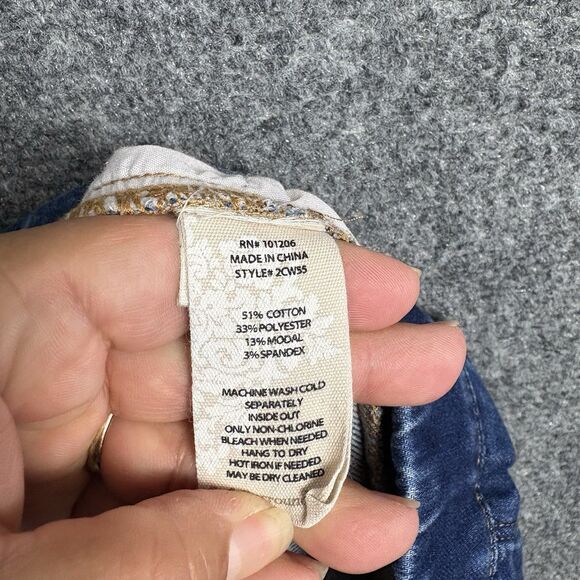 RN# 101206
MADE IN CHINA
STYLE# 2CW55
51% COTTON
33% POLYESTER
13% MODAL
3% SPANDEX
MACHINE WASH COLD
SEPARATELY
INSIDE OUT
ONLY NON-CHLORINE
BLEACH WHEN NEEDED
HANG TO DRY
HOT IRON IF NEEDED
MAY BE DRY CLEANED